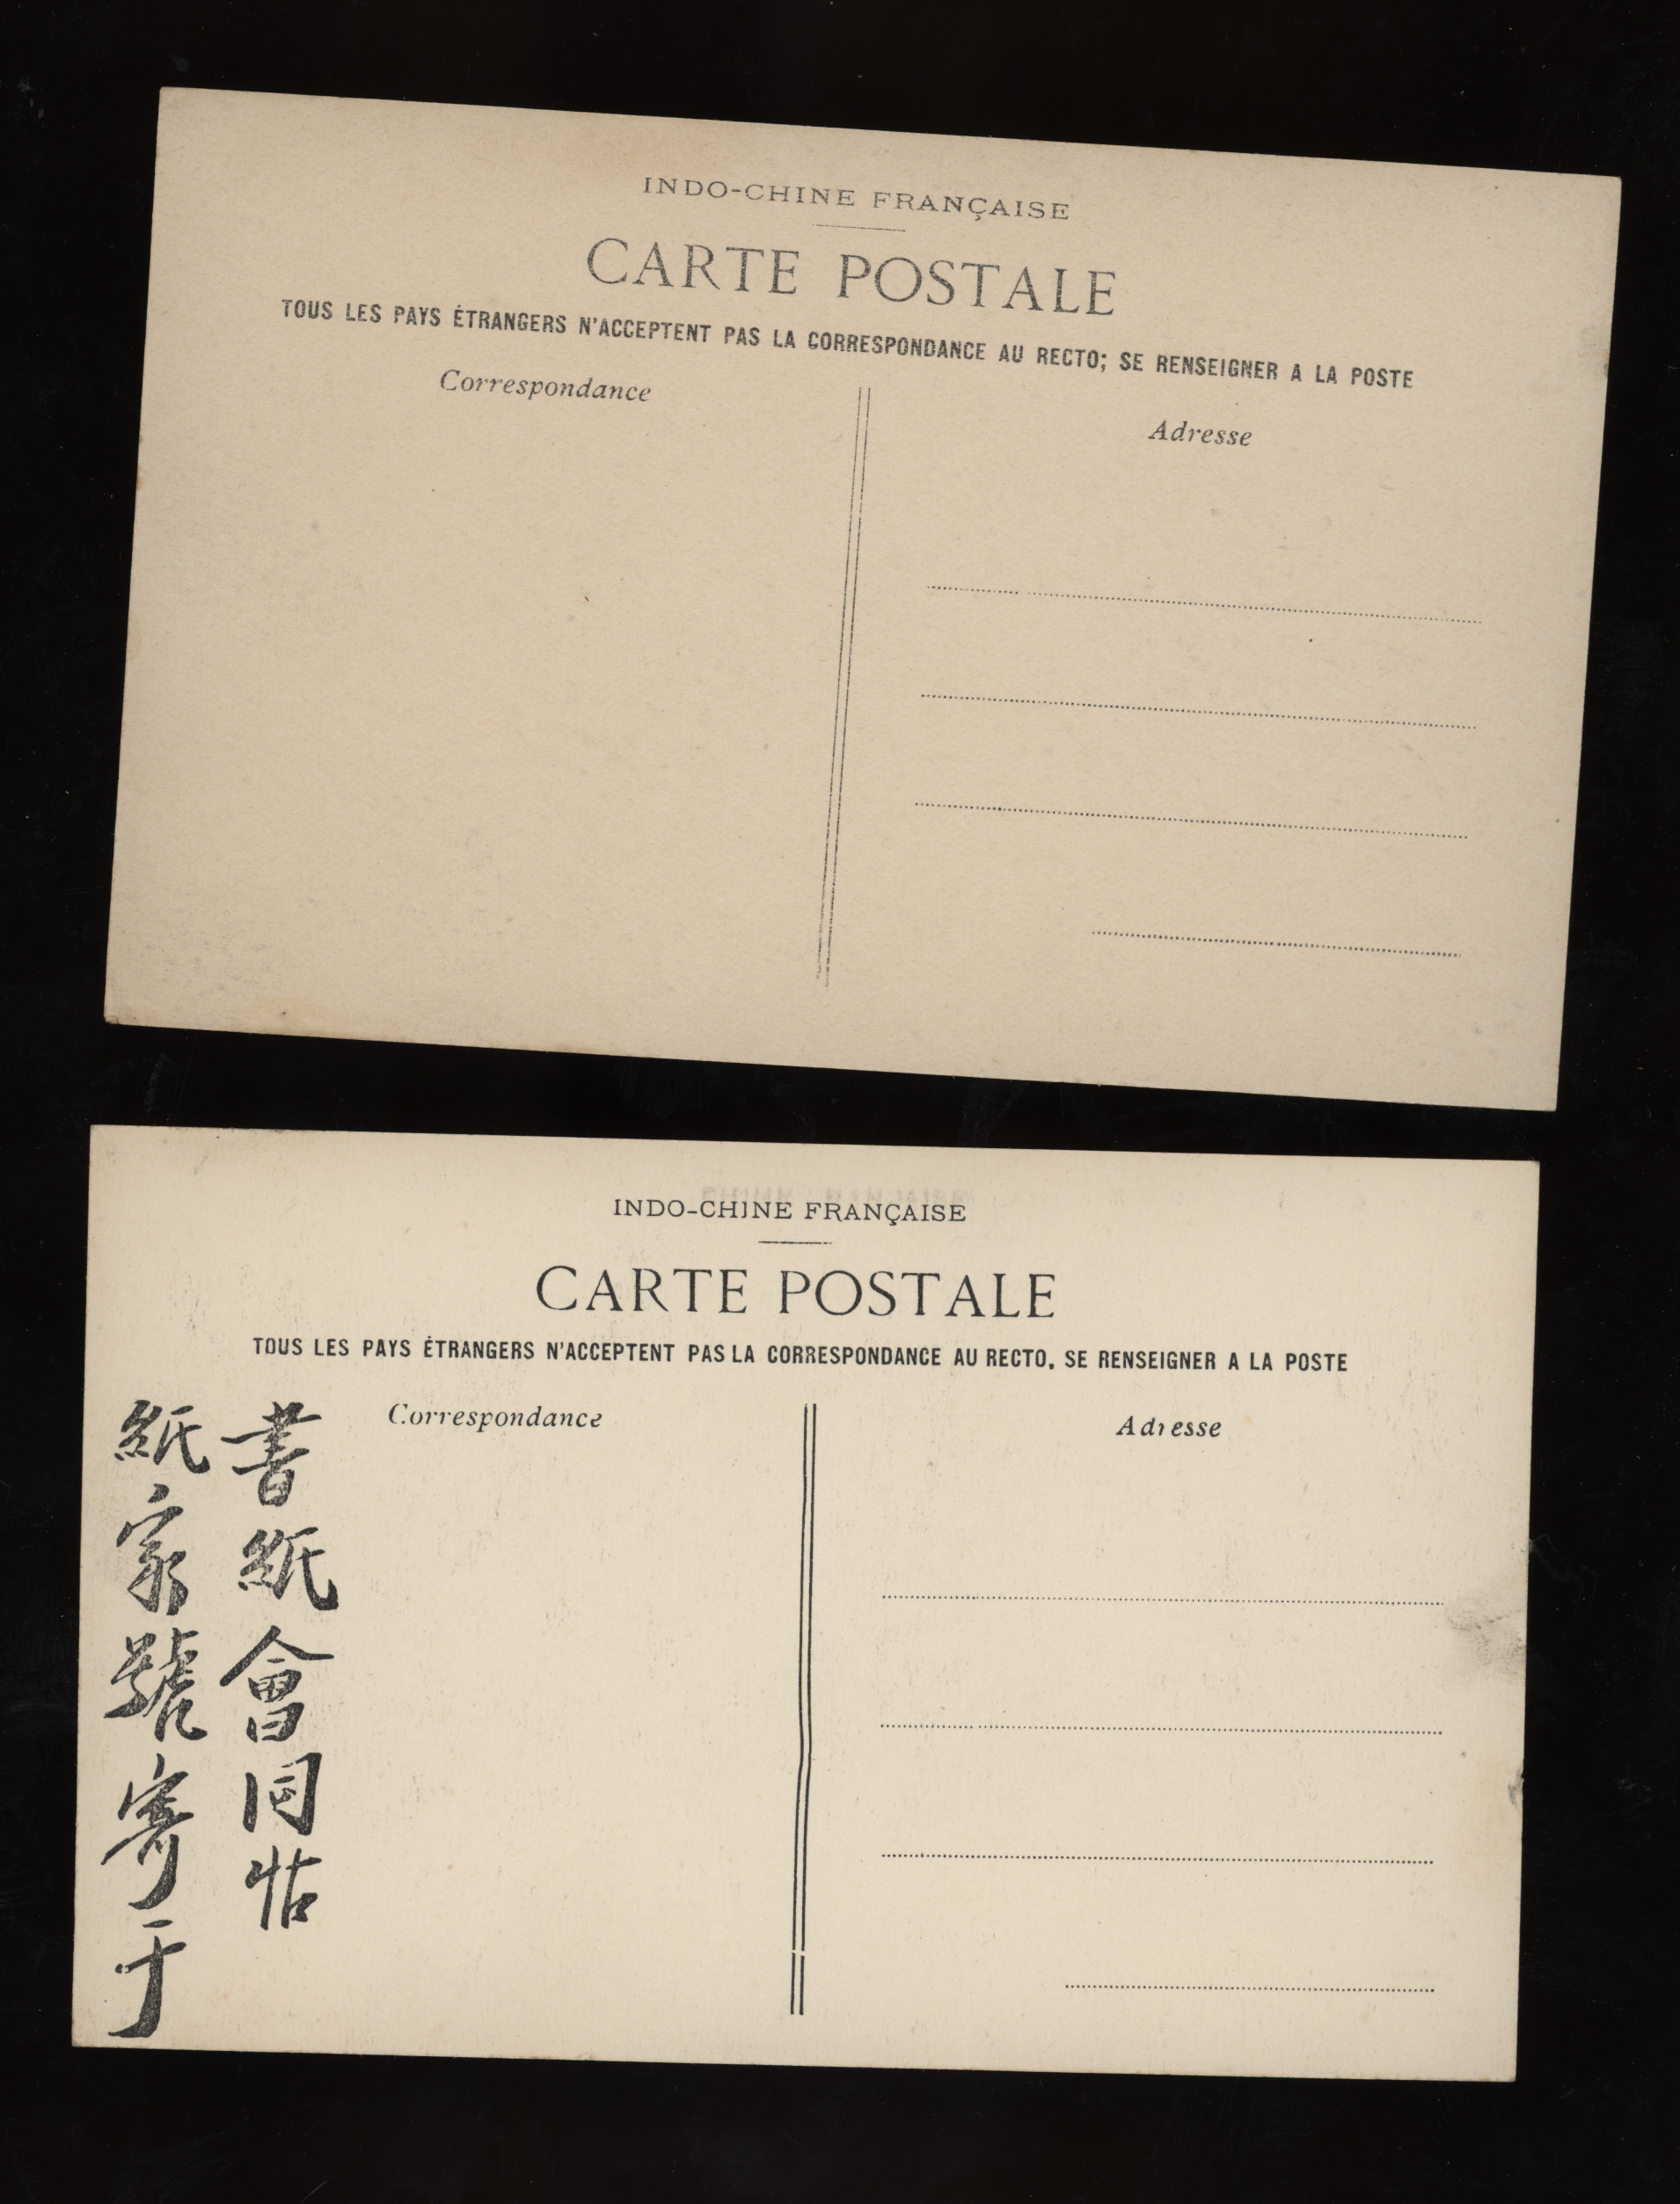 INDO-CHINE FRANÇAISE
CARTE POSTALE
TOUS LES PAYS ÉTRANGERS N'ACCEPTENT PAS LA CORRESPONDANCE AU RECTO; SE RENSEIGNER A LA POSTE
Correspondance
Adresse
INDO-CHINE FRANÇAISE
CARTE POSTALE
TOUS LES PAYS ÉTRANGERS N'ACCEPTENT PAS LA CORRESPONDANCE AU RECTO. SE RENSEIGNER A LA POSTE
Correspondance
Adresse
書紙會同帖
紙家號寄于